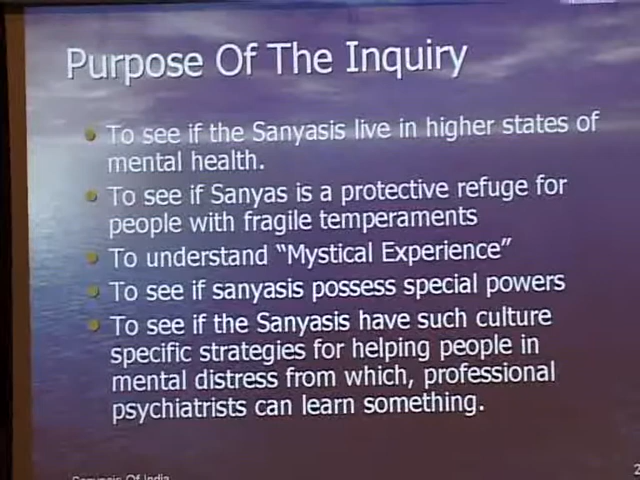 Purpose Of The Inquiry
To see if the Sanyasis live in higher states of
mental health.
To see if Sanyas is a protective refuge for
people with fragile temperaments
To understand “Mystical Experience”
To see if sanyasis possess special powers
To see if the Sanyasis have such culture
specific strategies for helping people in
mental distress from which, professional
psychiatrists can learn something.
Sanyasis Of India
2